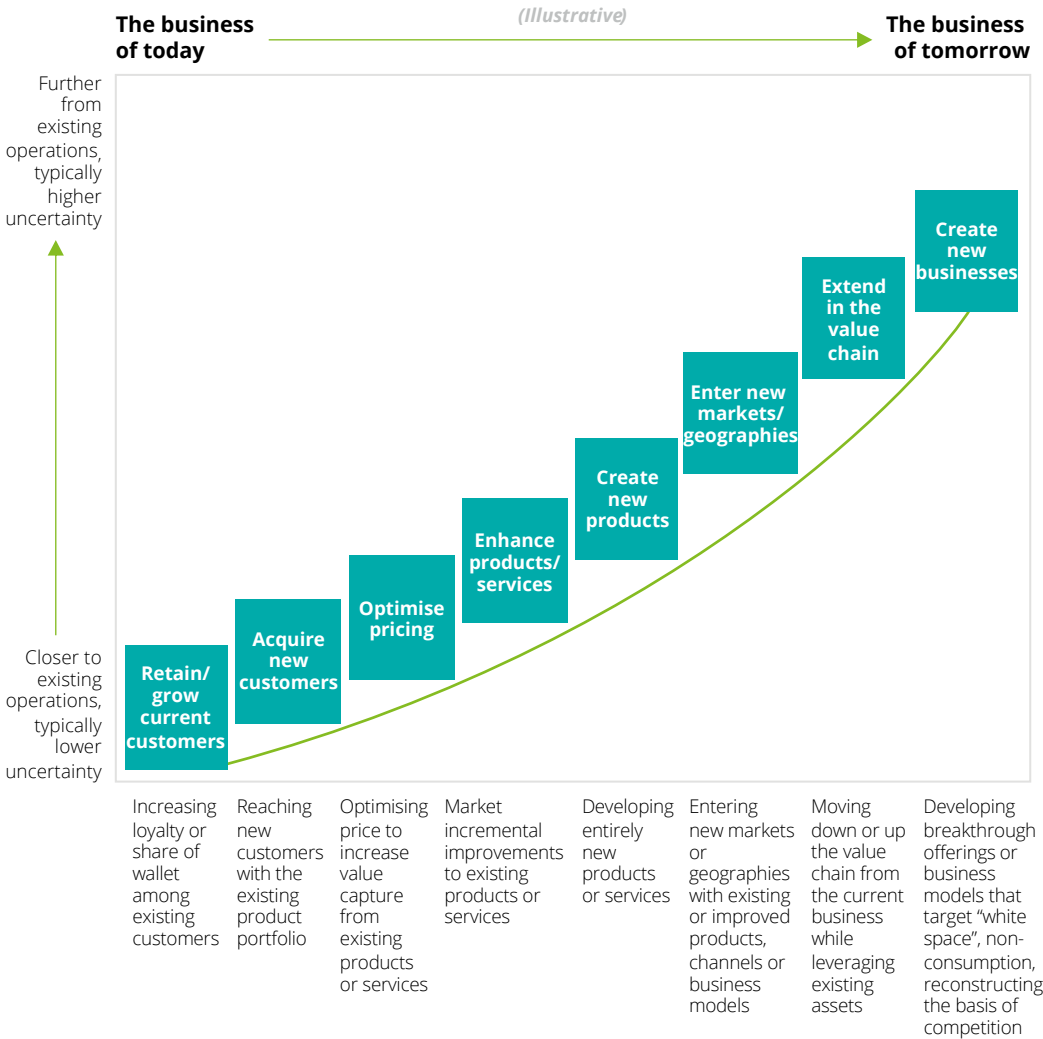 (Illustrative)
The business
of today
The business
of tomorrow
Further
from
existing
operations,
typically
higher
uncertainty
Closer to
existing
operations,
typically
lower
uncertainty
Retain/
grow
current
customers
Acquire
new
customers
Optimise
pricing
Enhance
products/
services
Create
new
products
Enter new
markets/
geographies
Extend
in the
value
chain
Create
new
businesses
Increasing
loyalty or
share of
wallet
among
existing
customers
Reaching
new
customers
with the
existing
product
portfolio
Optimising
price to
increase
value
capture
from
existing
products
or services
Market
incremental
improvements
to existing
products or
services
Developing
entirely
new
products
or services
Entering
new markets
or
geographies
with existing
or improved
products,
channels or
business
models
Moving
down or up
the value
chain from
the current
business
while
leveraging
existing
assets
Developing
breakthrough
offerings or
business
models that
target “white
space”, non-
consumption,
reconstructing
the basis of
competition